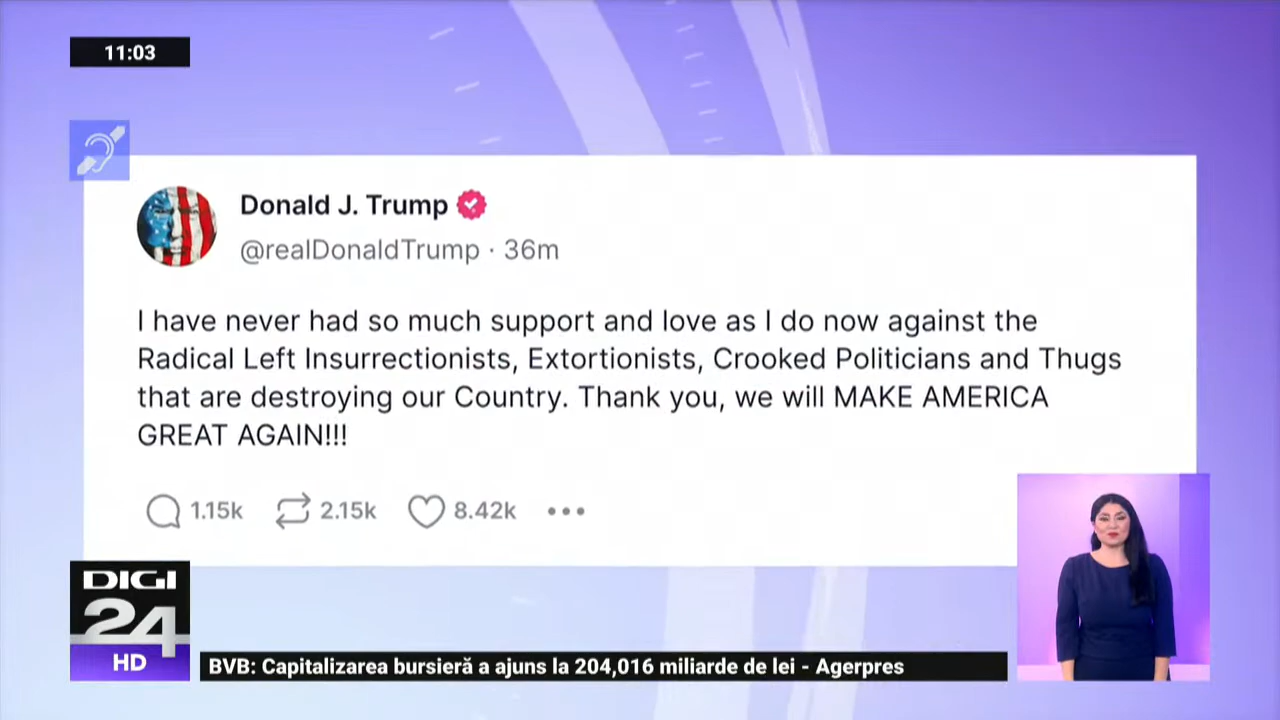 11:03
Donald J. Trump
@realDonaldTrump · 36m
I have never had so much support and love as I do now against the
Radical Left Insurrectionists, Extortionists, Crooked Politicians and Thugs
that are destroying our Country. Thank you, we will MAKE AMERICA
GREAT AGAIN!!!
1.15k 2.15k 8.42k
DIGI
24
HD
BVB: Capitalizarea bursieră a ajuns la 204,016 miliarde de lei - Agerpres